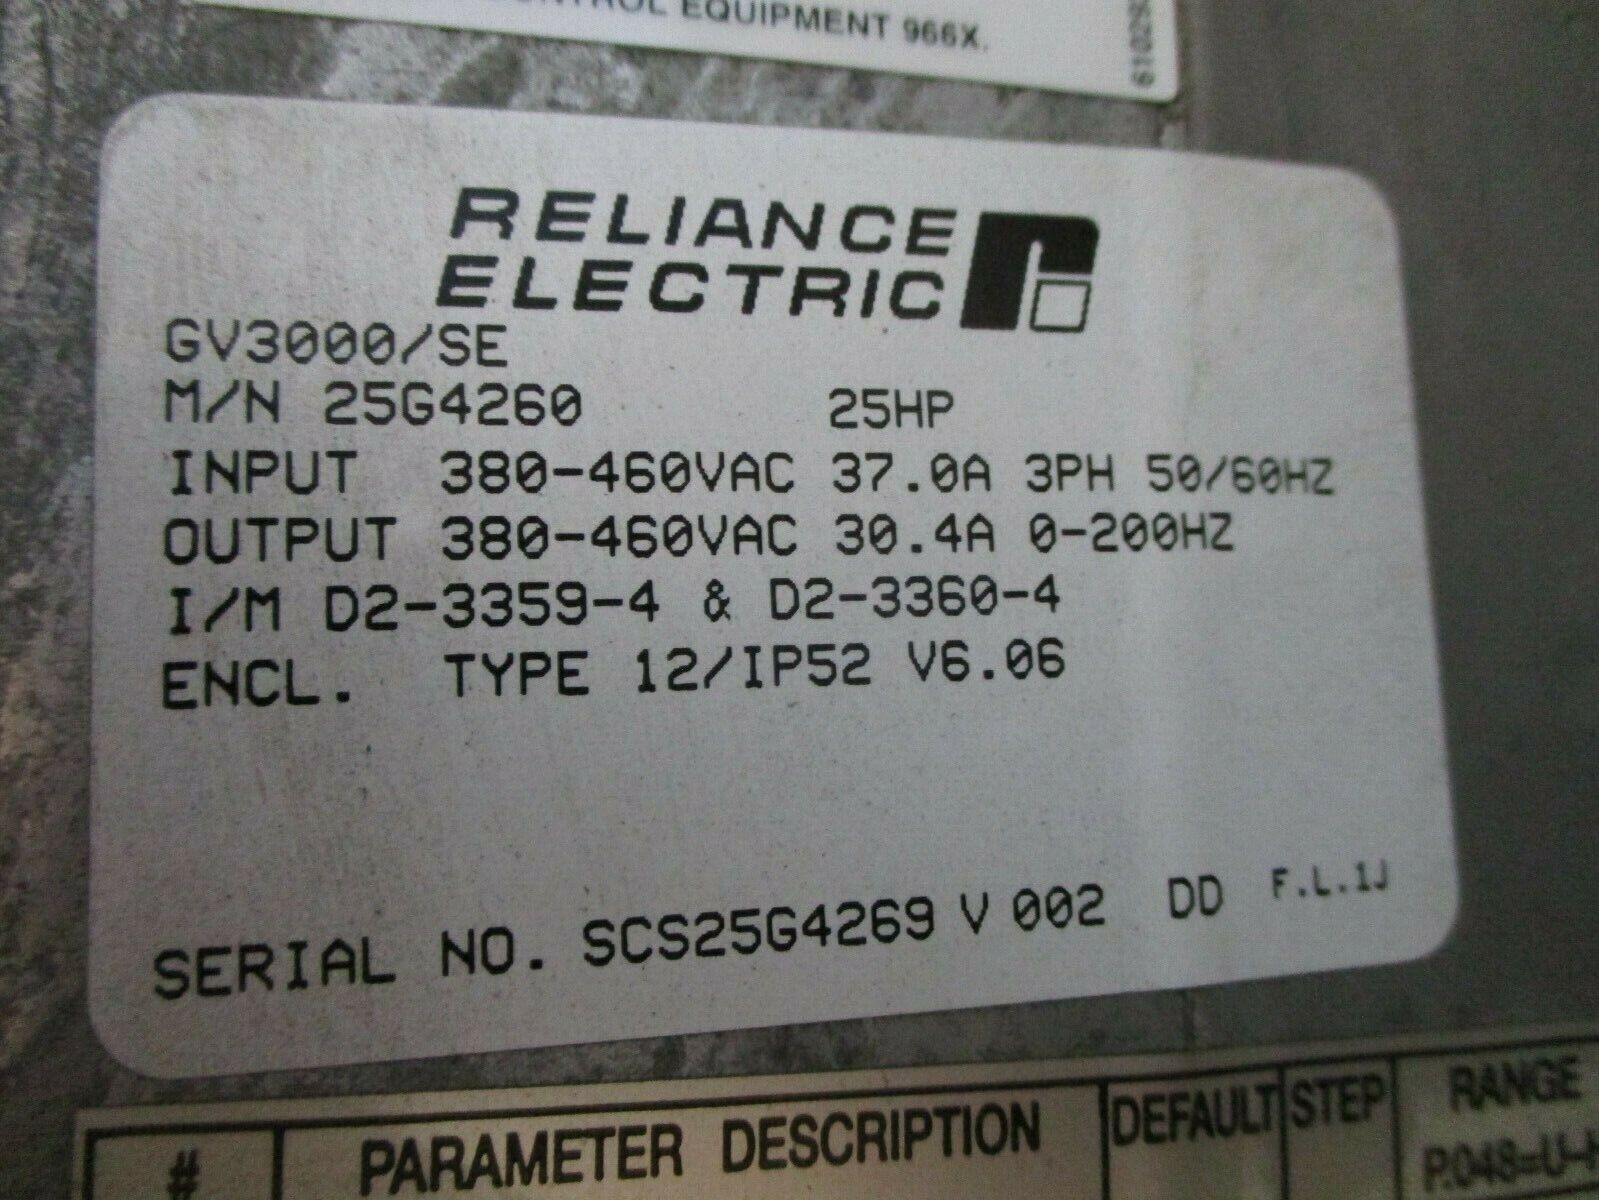 CONTROL EQUIPMENT 966X.
RELIANCE
ELECTRIC
GV3000/SE
M/N 25G4260 25HP
INPUT 380-460VAC 37.0A 3PH 50/60HZ
OUTPUT 380-460VAC 30.4A 0-200HZ
I/M D2-3359-4 & D2-3360-4
ENCL. TYPE 12/IP52 V6.06
SERIAL NO. SCS25G4269 V 002 DD F.L.1J
# PARAMETER DESCRIPTION DEFAULT STEP RANGE
P.048=U-H